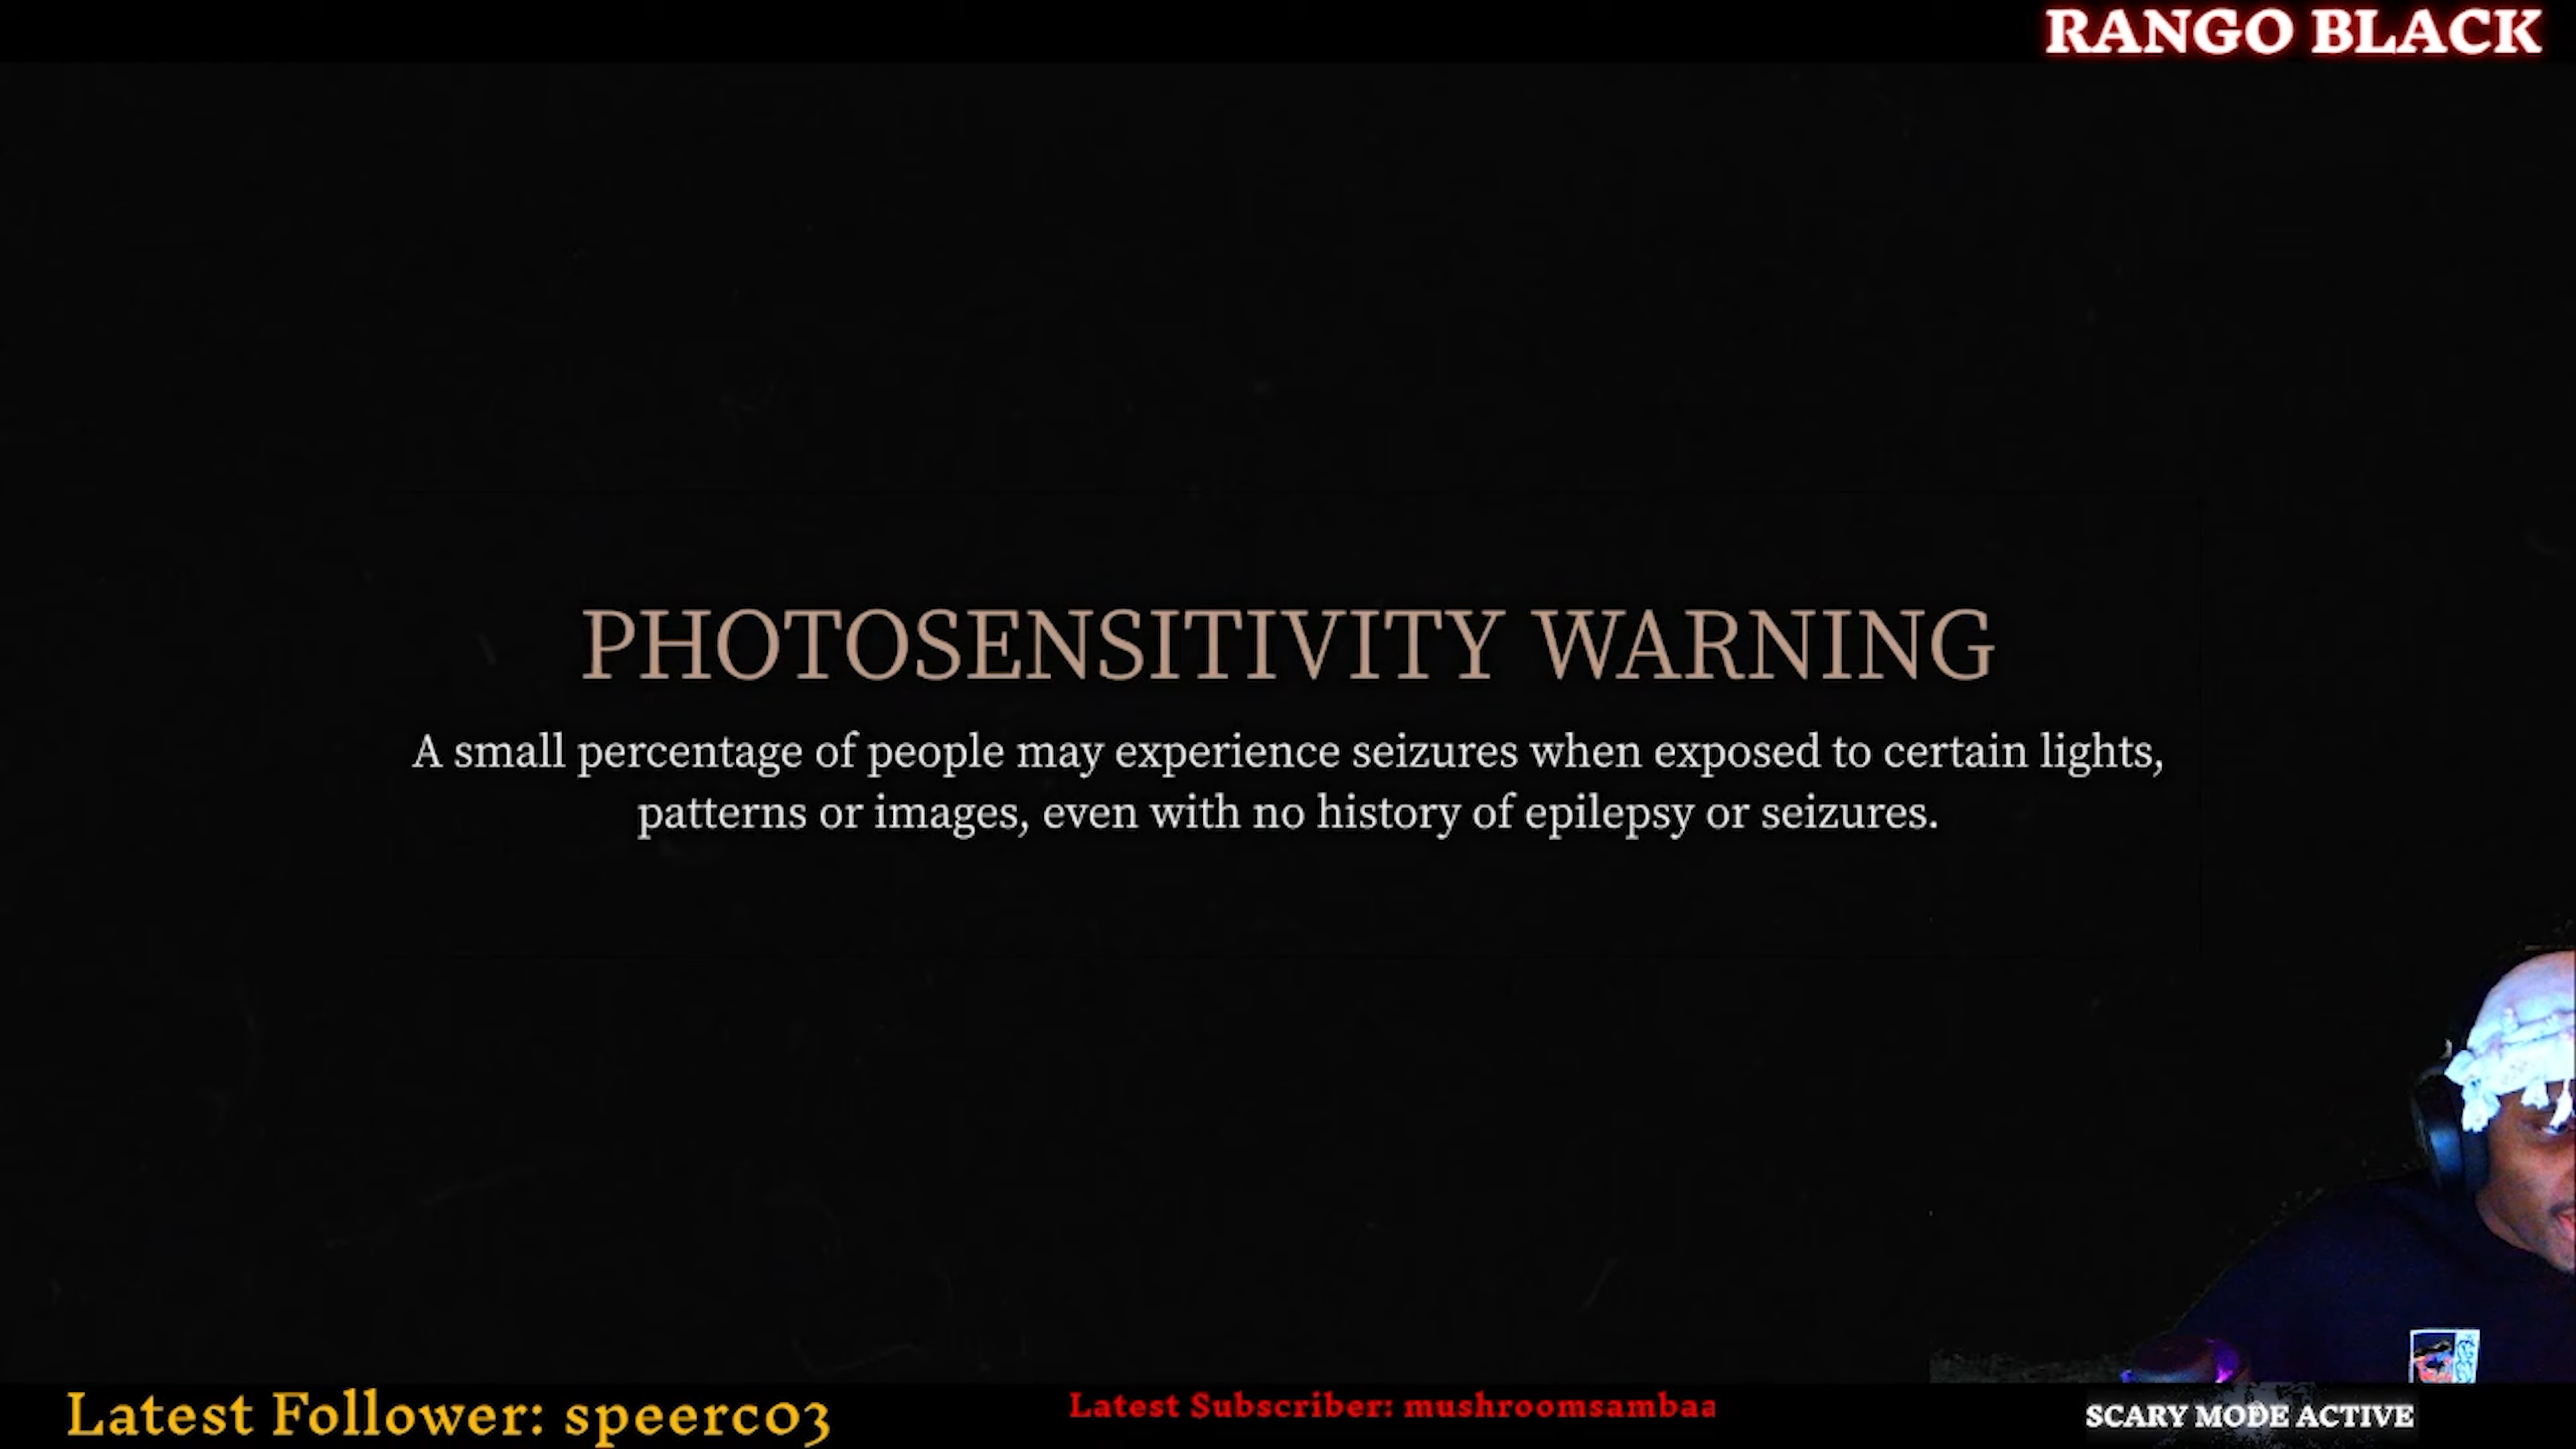 RANGO BLACK
PHOTOSENSITIVITY WARNING
A small percentage of people may experience seizures when exposed to certain lights,
patterns or images, even with no history of epilepsy or seizures.
Latest Follower: speerc03
Latest Subscriber: mushroomsambaa
SCARY MODE ACTIVE